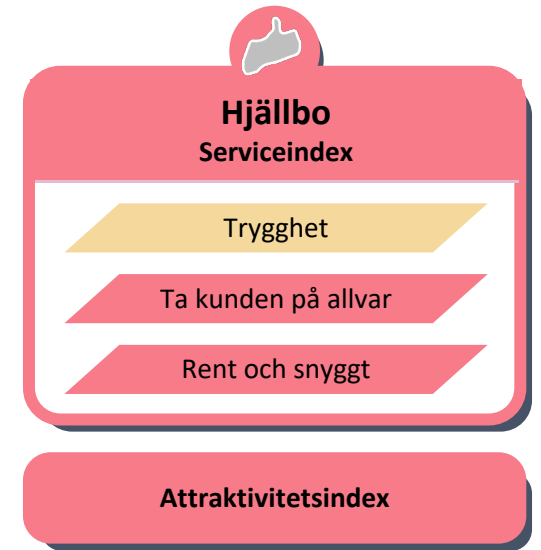 Hjällbo
Serviceindex
Trygghet
Ta kunden på allvar
Rent och snyggt
Attraktivitetsindex